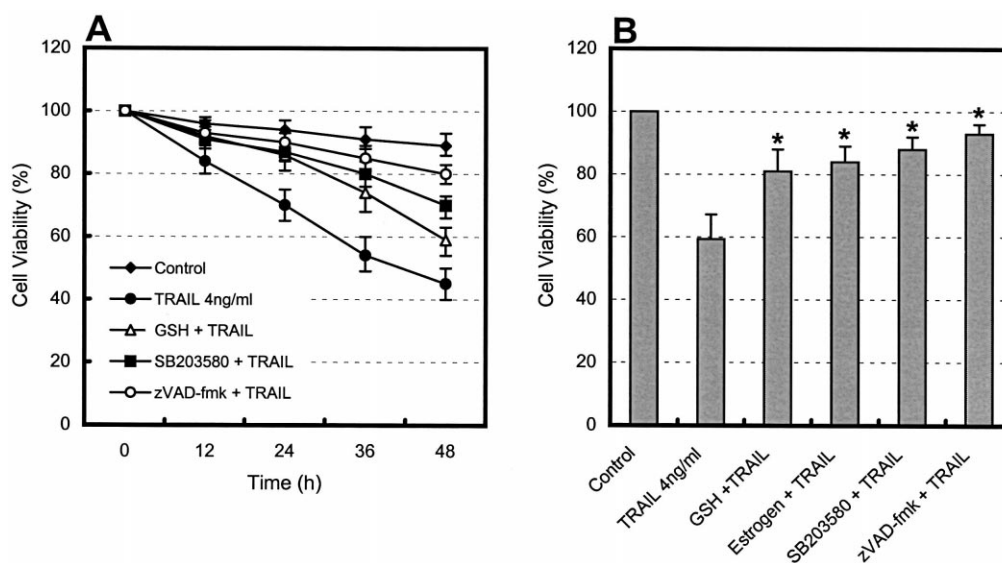 A
120
100
80
60
40
20
0
Cell Viability (%)
Control
TRAIL 4ng/ml
GSH + TRAIL
SB203580 + TRAIL
zVAD-fmk + TRAIL
0 12 24 36 48
Time (h)
B
120
100
80
60
40
20
0
Cell Viability (%)
* * * *
Control
TRAIL 4ng/ml
GSH +TRAIL
Estrogen + TRAIL
SB203580 + TRAIL
zVAD-fmk + TRAIL